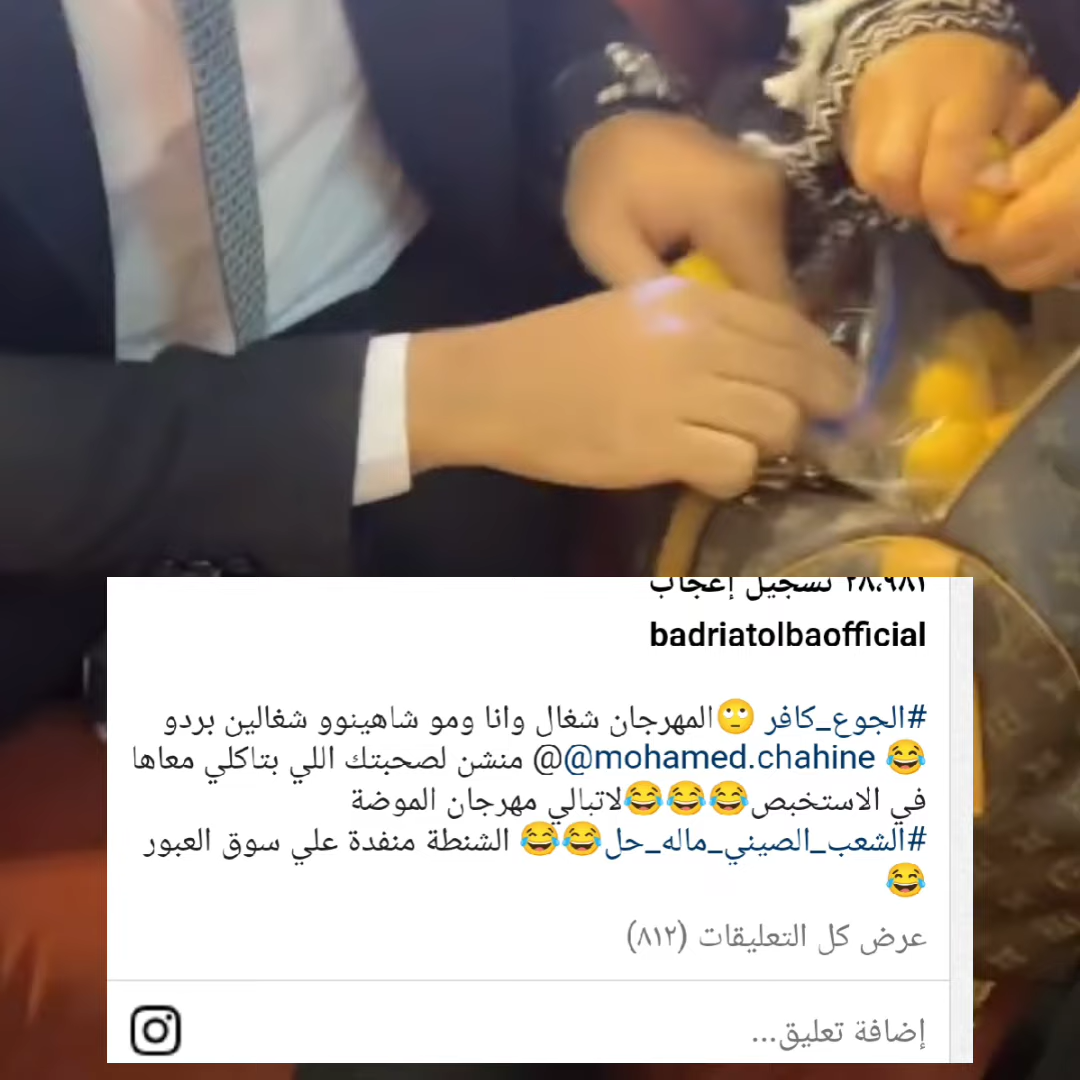 ٢٨،٩٨١ تسجيل إعجاب
badriatolbaofficial
#الجوع_كافر 🙄المهرجان شغال وانا ومو شاهينوو شغالين بردو
😂 @mohamed.chahine@ منشن لصحبتك اللي بتاكلي معاها
في الاستخبص😂😂😂لاتبالي مهرجان الموضة
#الشعب_الصيني_ماله_حل😂😂 الشنطة منفدة علي سوق العبور
😂
عرض كل التعليقات (٨١٢)
إضافة تعليق...